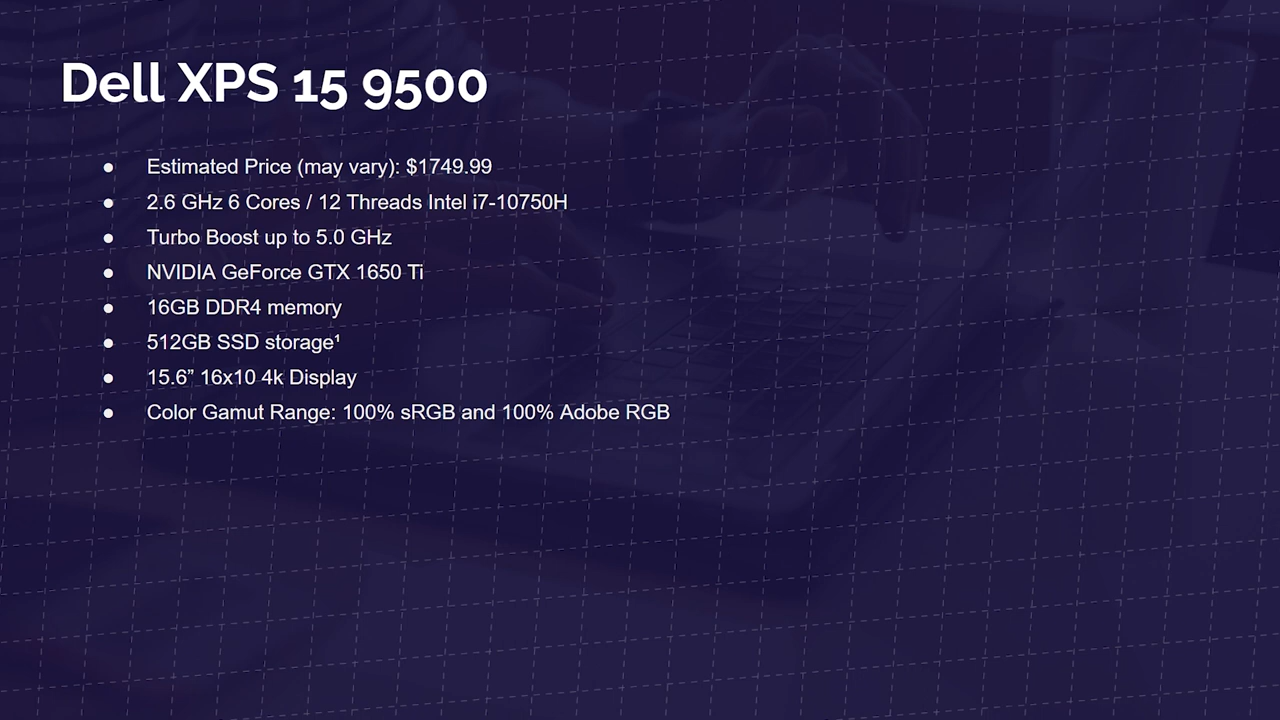 Dell XPS 15 9500
● Estimated Price (may vary): $1749.99
● 2.6 GHz 6 Cores / 12 Threads Intel i7-10750H
● Turbo Boost up to 5.0 GHz
● NVIDIA GeForce GTX 1650 Ti
● 16GB DDR4 memory
● 512GB SSD storage¹
● 15.6” 16x10 4k Display
● Color Gamut Range: 100% sRGB and 100% Adobe RGB